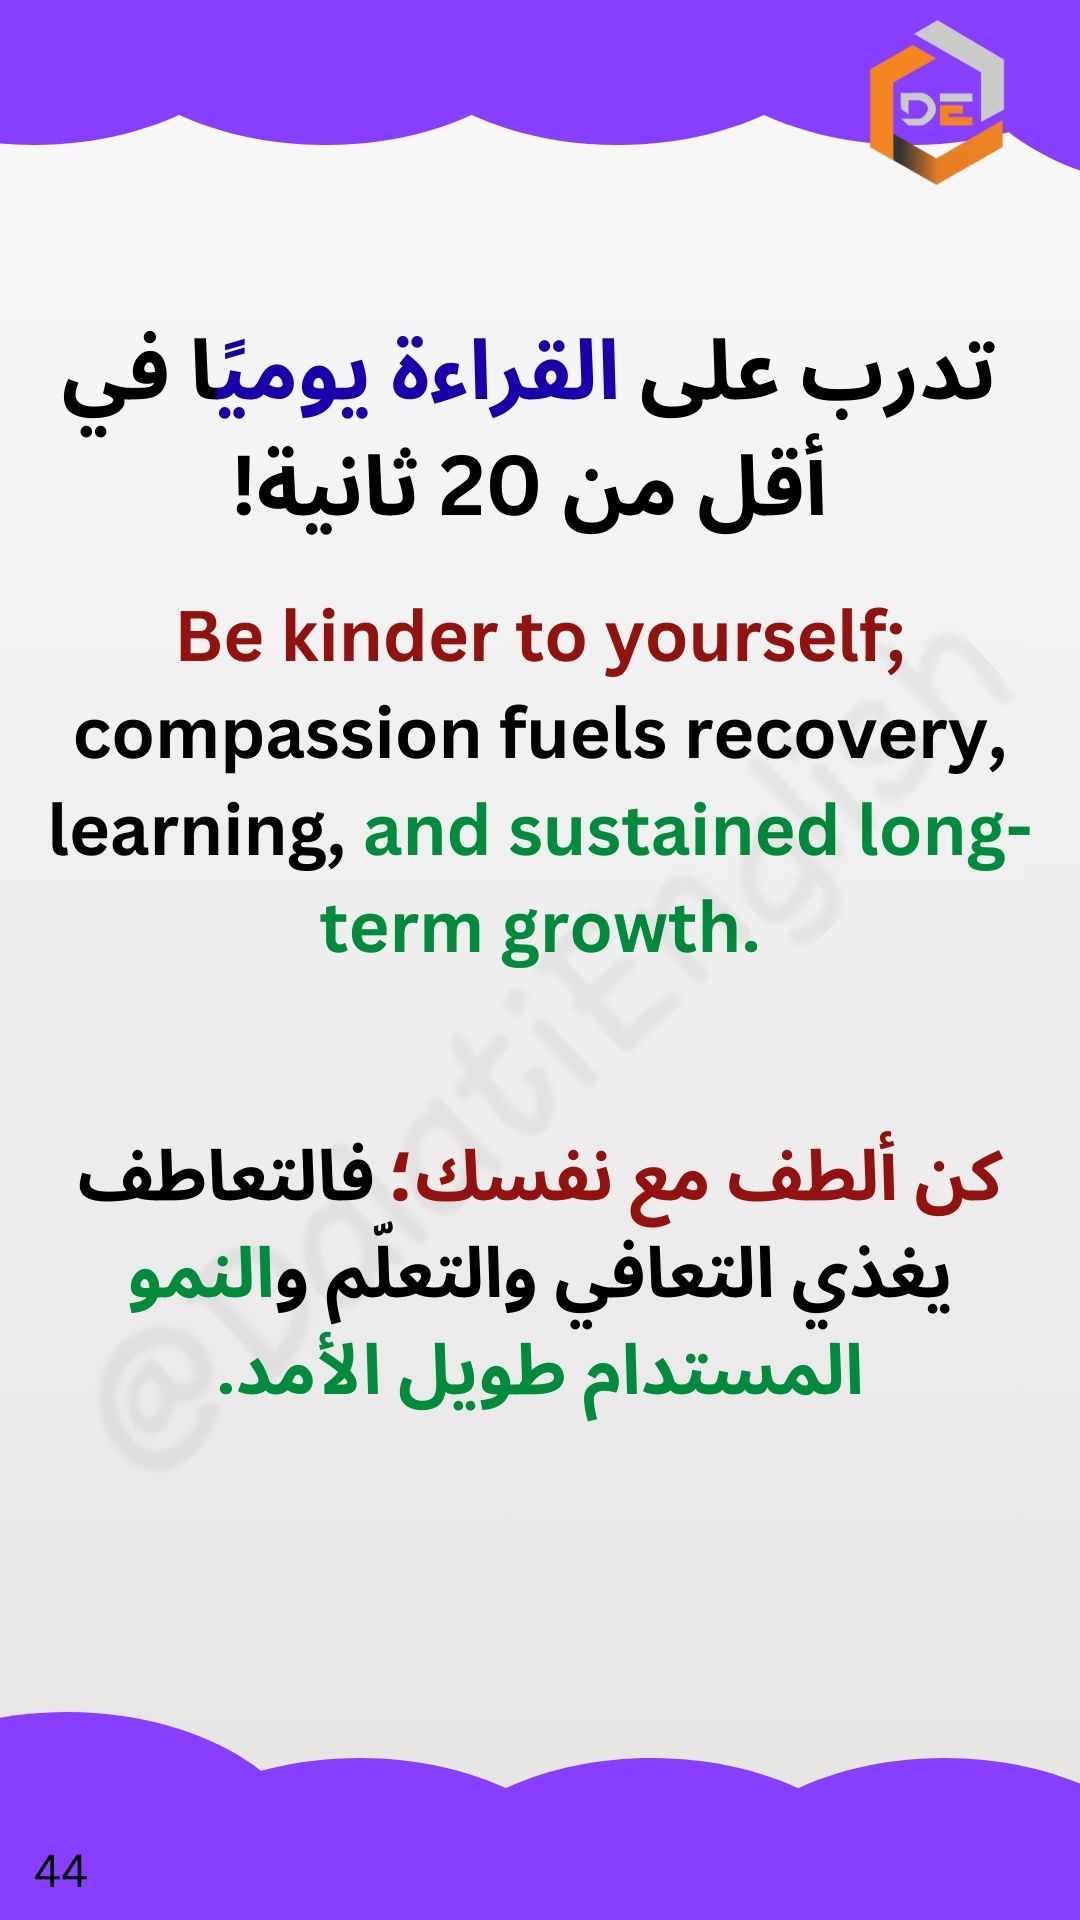 DE
تدرب على القراءة يوميًا في
أقل من 20 ثانية!
Be kinder to yourself;
compassion fuels recovery,
learning, and sustained long-
term growth.
@DalatiEnglish
كن ألطف مع نفسك؛ فالتعاطف
يغذي التعافي والتعلّم والنمو
المستدام طويل الأمد.
44